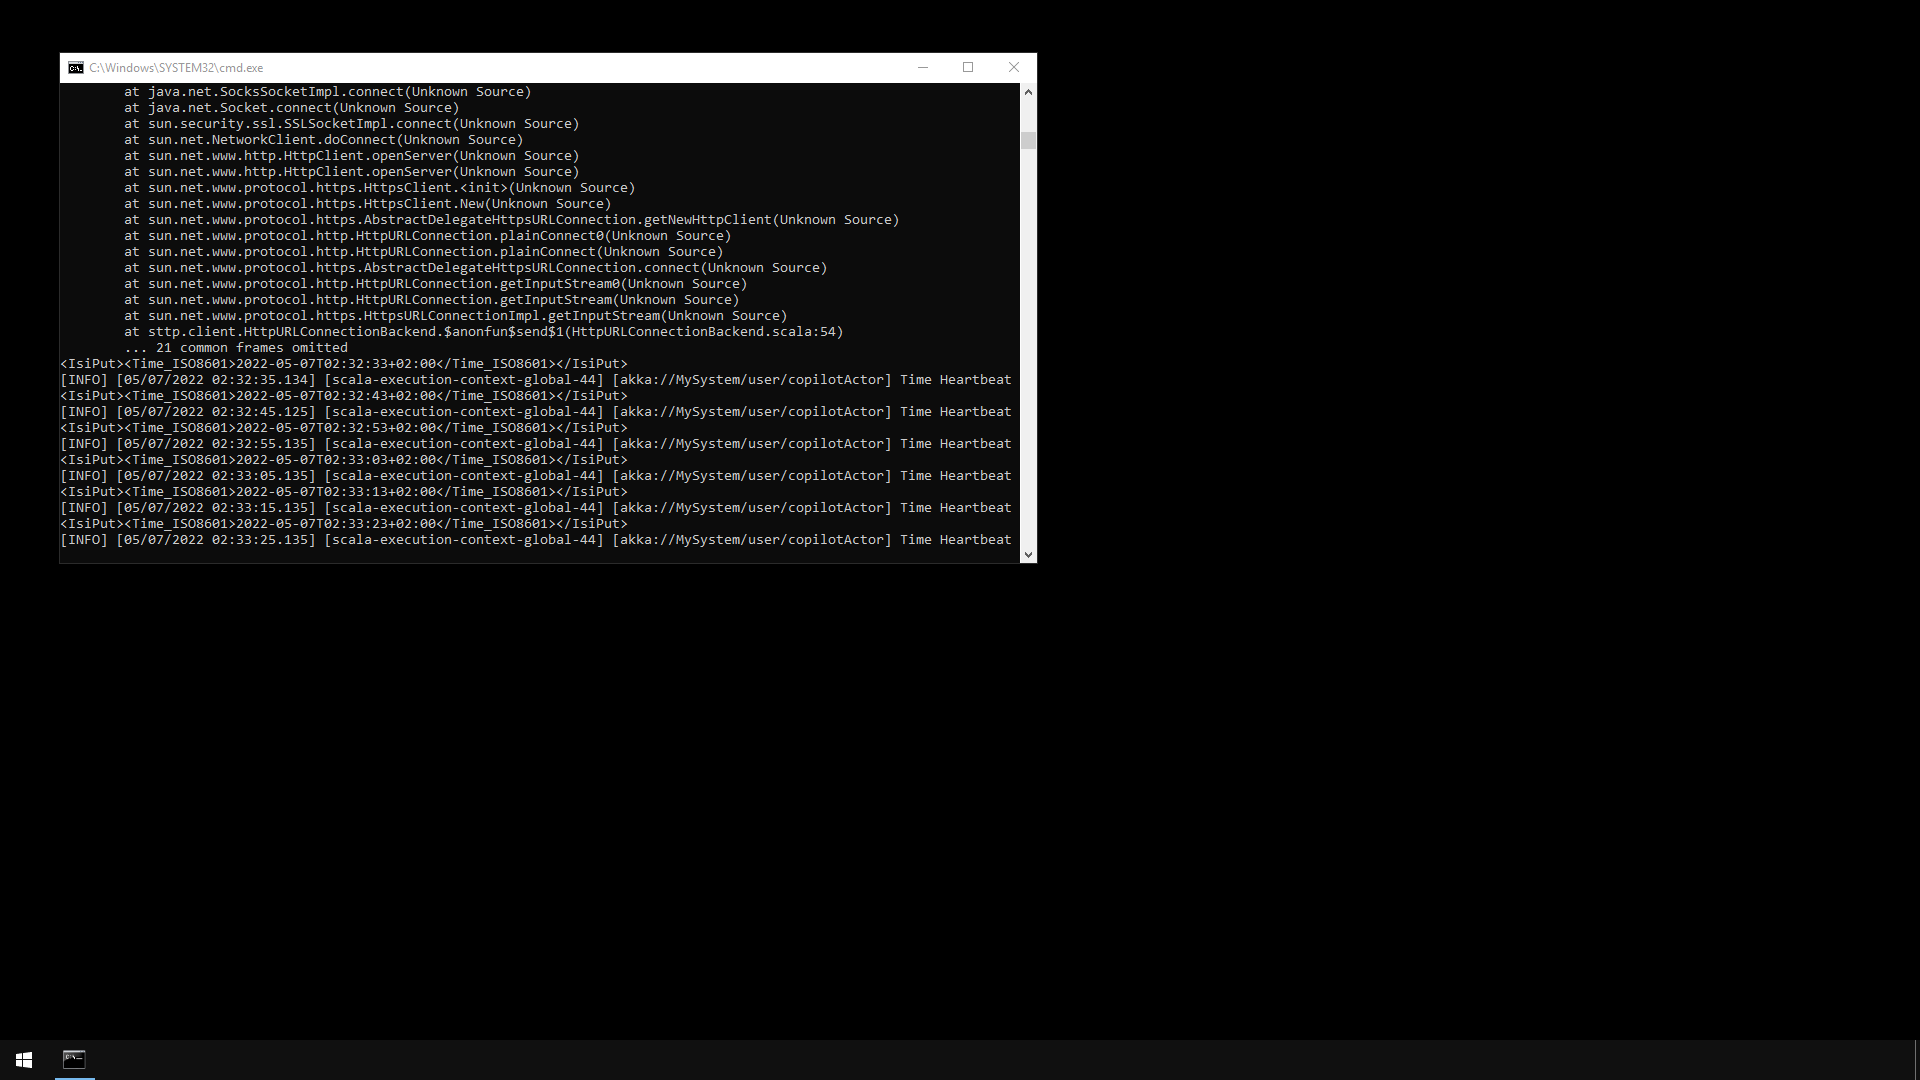 C:\Windows\SYSTEM32\cmd.exe
at java.net.SocksSocketImpl.connect(Unknown Source)
at java.net.Socket.connect(Unknown Source)
at sun.security.ssl.SSLSocketImpl.connect(Unknown Source)
at sun.net.NetworkClient.doConnect(Unknown Source)
at sun.net.www.http.HttpClient.openServer(Unknown Source)
at sun.net.www.http.HttpClient.openServer(Unknown Source)
at sun.net.www.protocol.https.HttpsClient.<init>(Unknown Source)
at sun.net.www.protocol.https.HttpsClient.New(Unknown Source)
at sun.net.www.protocol.https.AbstractDelegateHttpsURLConnection.getNewHttpClient(Unknown Source)
at sun.net.www.protocol.http.HttpURLConnection.plainConnect0(Unknown Source)
at sun.net.www.protocol.http.HttpURLConnection.plainConnect(Unknown Source)
at sun.net.www.protocol.https.AbstractDelegateHttpsURLConnection.connect(Unknown Source)
at sun.net.www.protocol.http.HttpURLConnection.getInputStream0(Unknown Source)
at sun.net.www.protocol.http.HttpURLConnection.getInputStream(Unknown Source)
at sun.net.www.protocol.https.HttpsURLConnectionImpl.getInputStream(Unknown Source)
at sttp.client.HttpURLConnectionBackend.$anonfun$send$1(HttpURLConnectionBackend.scala:54)
... 21 common frames omitted
<IsiPut><Time_ISO8601>2022-05-07T02:32:33+02:00</Time_ISO8601></IsiPut>
[INFO] [05/07/2022 02:32:35.134] [scala-execution-context-global-44] [akka://MySystem/user/copilotActor] Time Heartbeat
<IsiPut><Time_ISO8601>2022-05-07T02:32:43+02:00</Time_ISO8601></IsiPut>
[INFO] [05/07/2022 02:32:45.125] [scala-execution-context-global-44] [akka://MySystem/user/copilotActor] Time Heartbeat
<IsiPut><Time_ISO8601>2022-05-07T02:32:53+02:00</Time_ISO8601></IsiPut>
[INFO] [05/07/2022 02:32:55.135] [scala-execution-context-global-44] [akka://MySystem/user/copilotActor] Time Heartbeat
<IsiPut><Time_ISO8601>2022-05-07T02:33:03+02:00</Time_ISO8601></IsiPut>
[INFO] [05/07/2022 02:33:05.135] [scala-execution-context-global-44] [akka://MySystem/user/copilotActor] Time Heartbeat
<IsiPut><Time_ISO8601>2022-05-07T02:33:13+02:00</Time_ISO8601></IsiPut>
[INFO] [05/07/2022 02:33:15.135] [scala-execution-context-global-44] [akka://MySystem/user/copilotActor] Time Heartbeat
<IsiPut><Time_ISO8601>2022-05-07T02:33:23+02:00</Time_ISO8601></IsiPut>
[INFO] [05/07/2022 02:33:25.135] [scala-execution-context-global-44] [akka://MySystem/user/copilotActor] Time Heartbeat